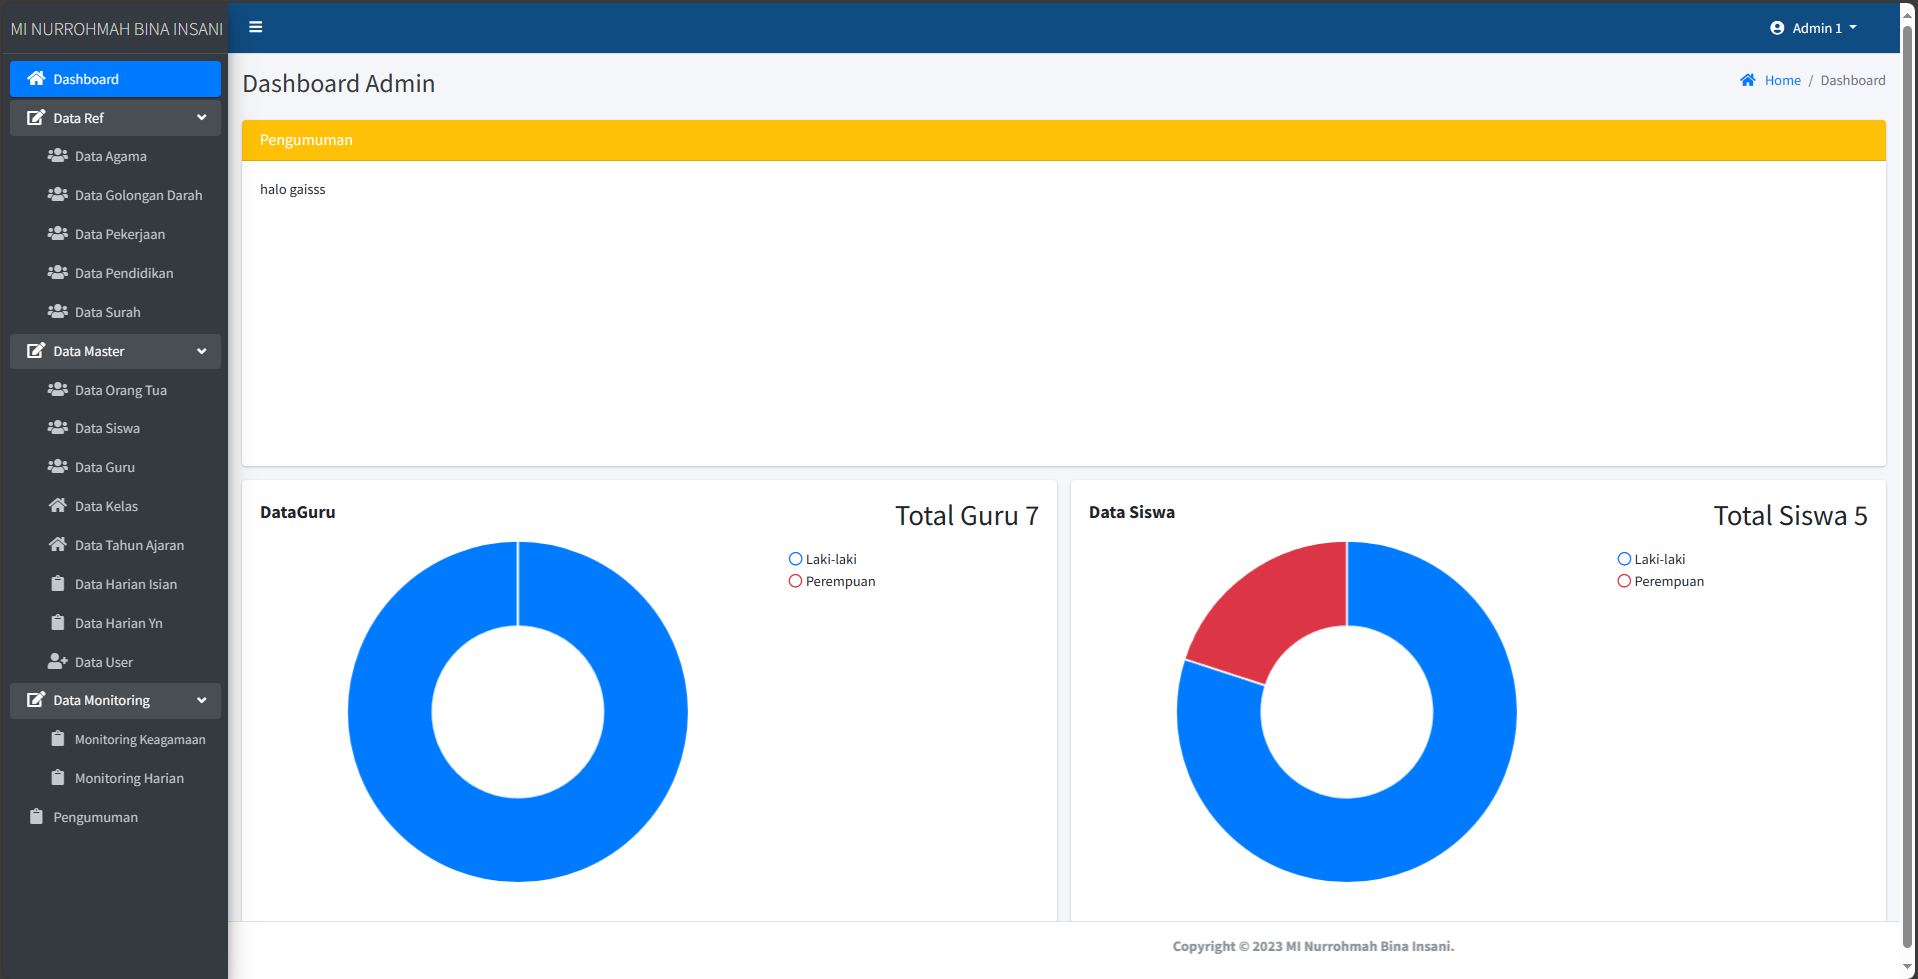 MI NURROHMAH BINA INSANI
Admin 1
Dashboard
Data Ref
Data Agama
Data Golongan Darah
Data Pekerjaan
Data Pendidikan
Data Surah
Data Master
Data Orang Tua
Data Siswa
Data Guru
Data Kelas
Data Tahun Ajaran
Data Harian Isian
Data Harian Yn
Data User
Data Monitoring
Monitoring Keagamaan
Monitoring Harian
Pengumuman
Dashboard Admin
Home / Dashboard
Pengumuman
halo gaisss
DataGuru
Total Guru 7
Laki-laki
Perempuan
Data Siswa
Total Siswa 5
Laki-laki
Perempuan
Copyright © 2023 MI Nurrohmah Bina Insani.